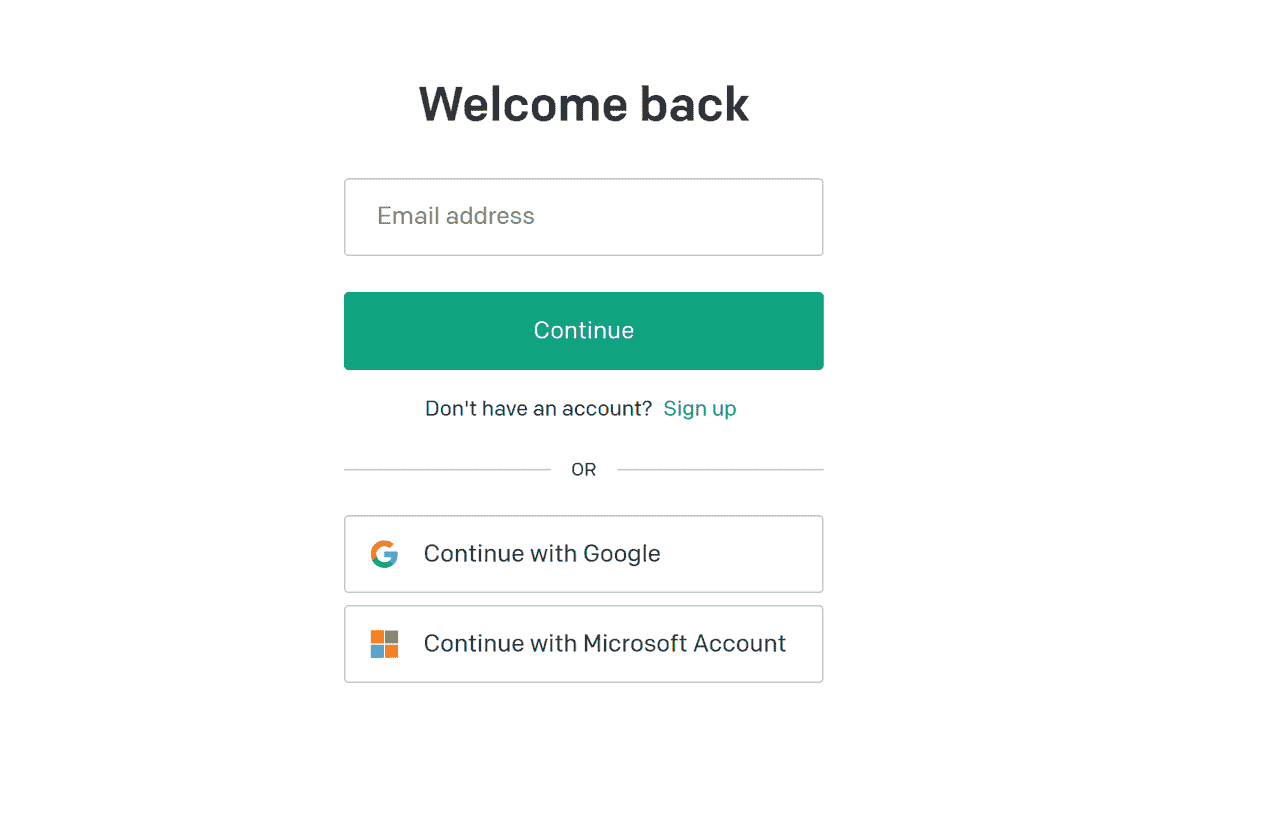 Welcome back
Email address
Continue
Don't have an account? Sign up
OR
Continue with Google
Continue with Microsoft Account